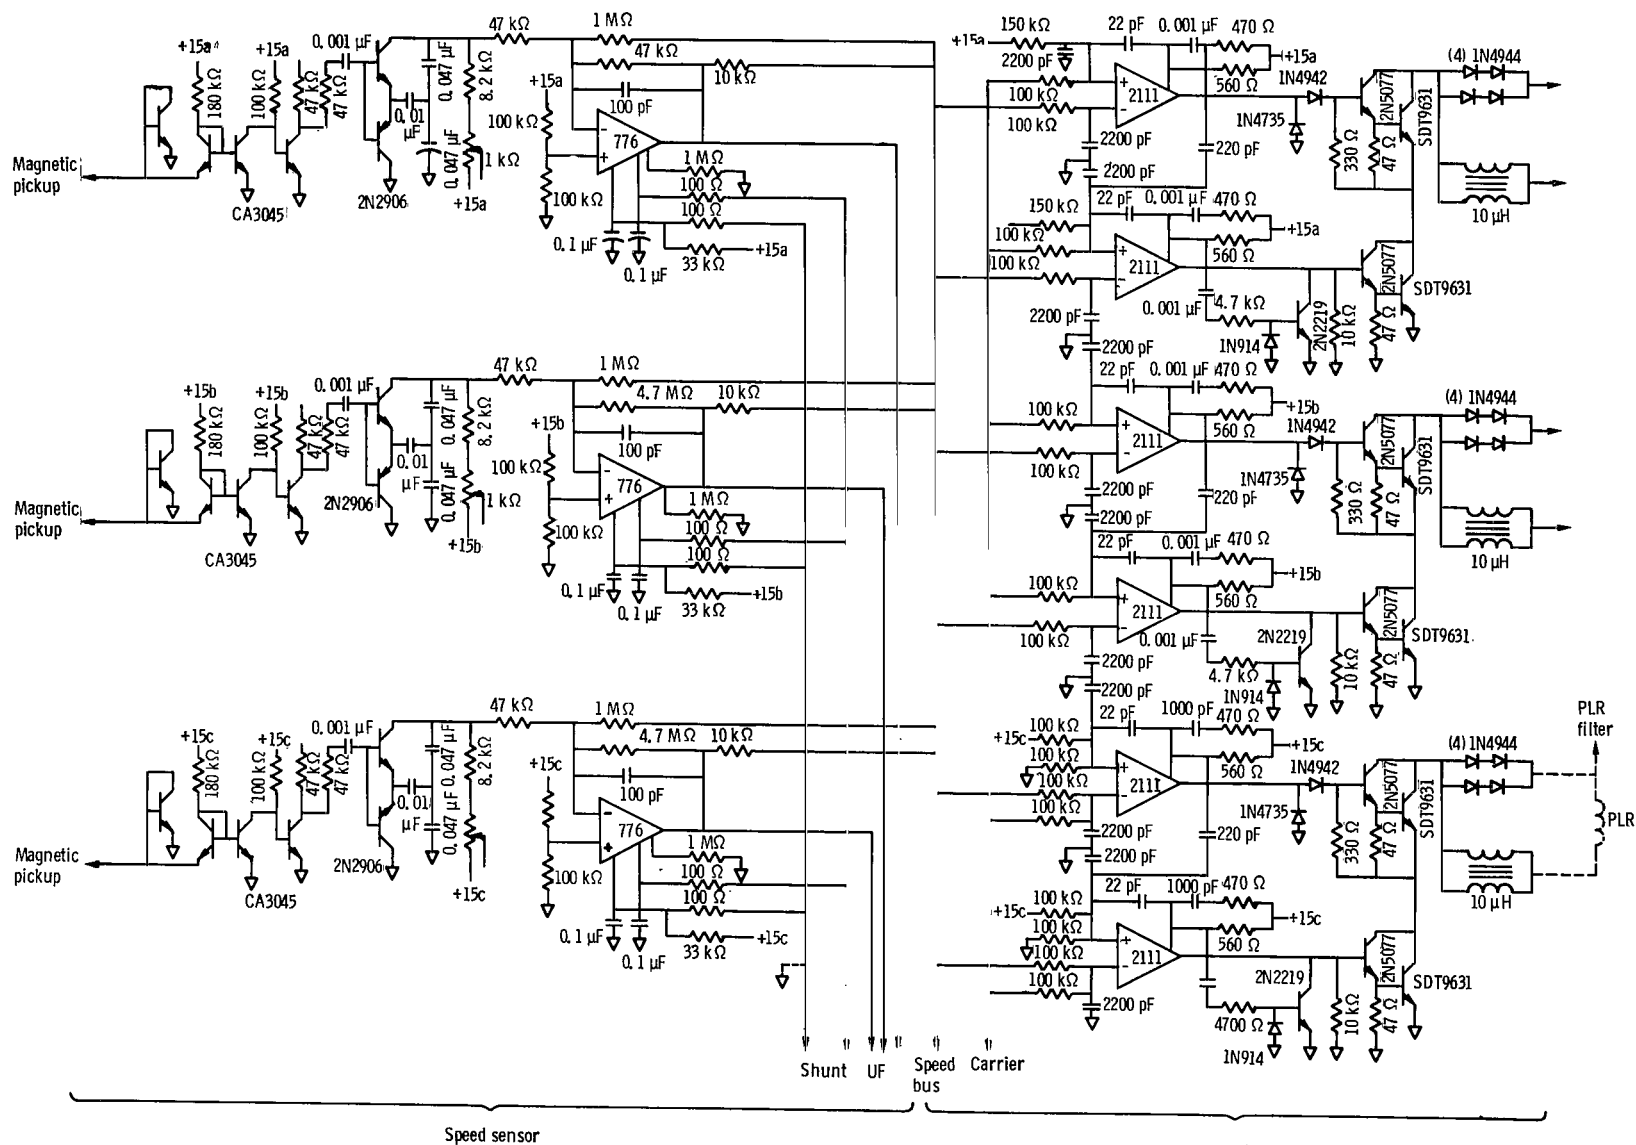 47 kΩ
1 MΩ
150 kΩ
22 pF
0.001 μF
470 Ω
+15a
+15a
0.001 μF
0.047 μF
8.2 kΩ
47 kΩ
+15a
2200 pF
+15a
(4) 1N4944
180 kΩ
100 kΩ
47 kΩ
47 kΩ
+15a
10 kΩ
560 Ω
1N4942
2N5077
SDT9631
100 pF
100 kΩ
2111
0.01
μF
100 kΩ
776
100 kΩ
1N4735
0.047 μF
1 kΩ
2200 pF
220 pF
330 Ω
47 Ω
Magnetic
pickup
1 MΩ
2200 pF
100 Ω
CA3045
2N2906
+15a
100 kΩ
100 Ω
150 kΩ
22 pF
0.001 μF
470 Ω
10 μH
+15a
0.1 μF
+15a
100 kΩ
560 Ω
33 kΩ
100 kΩ
2111
2N5077
0.1 μF
SDT9631
2200 pF
0.001 μF
4.7 kΩ
2N2219
10 kΩ
47 Ω
1N914
2200 pF
47 kΩ
1 MΩ
22 pF
0.001 μF
470 Ω
+15b
+15b
0.001 μF
0.047 μF
8.2 kΩ
4.7 MΩ
10 kΩ
+15b
(4) 1N4944
180 kΩ
100 kΩ
47 kΩ
47 kΩ
+15b
100 kΩ
560 Ω
1N4942
2N5077
SDT9631
100 pF
2111
0.01
μF
100 kΩ
776
100 kΩ
1N4735
0.047 μF
1 kΩ
2200 pF
220 pF
330 Ω
47 Ω
Magnetic
pickup
2N2906
1 MΩ
2200 pF
100 Ω
100 kΩ
+15b
100 Ω
22 pF
0.001 μF
470 Ω
10 μH
CA3045
+15b
0.1 μF
+15b
100 kΩ
560 Ω
0.1 μF
33 kΩ
2111
2N5077
100 kΩ
0.001 μF
2N2219
SDT9631
2200 pF
4.7 kΩ
10 kΩ
47 Ω
2200 pF
1N914
47 kΩ
1 MΩ
100 kΩ
22 pF
1000 pF
470 Ω
PLR
filter
+15c
+15c
0.001 μF
0.047 μF
8.2 kΩ
4.7 MΩ
10 kΩ
+15c
+15c
(4) 1N4944
180 kΩ
100 kΩ
47 kΩ
47 kΩ
+15c
100 kΩ
560 Ω
1N4942
2N5077
SDT9631
100 pF
100 kΩ
2111
0.01
μF
776
100 kΩ
1N4735
PLR
0.047 μF
2200 pF
220 pF
330 Ω
47 Ω
Magnetic
pickup
2N2906
1 MΩ
2200 pF
100 Ω
CA3045
+15c
100 kΩ
100 Ω
22 pF
1000 pF
470 Ω
10 μH
100 kΩ
+15c
+15c
0.1 μF
+15c
100 kΩ
560 Ω
0.1 μF
33 kΩ
100 kΩ
2111
2N5077
100 kΩ
2N2219
SDT9631
2200 pF
4700 Ω
10 kΩ
47 Ω
1N914
Shunt
UF
Speed
bus
Carrier
Speed sensor